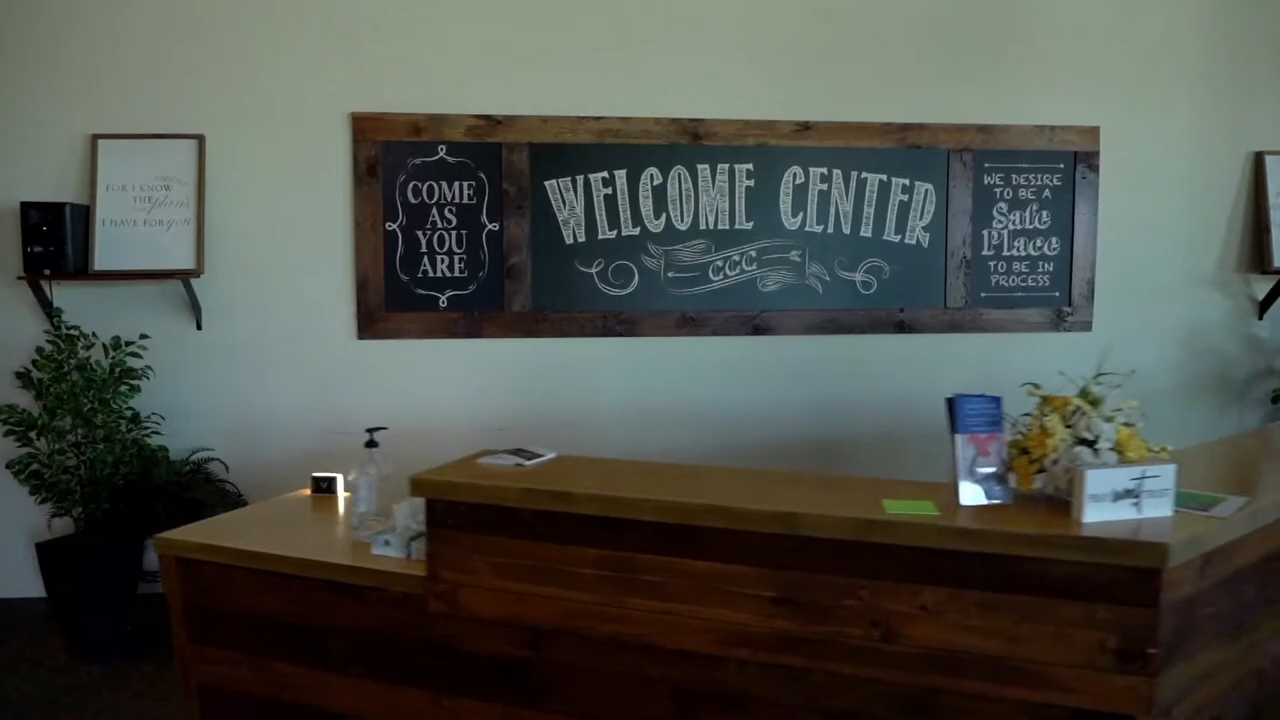 FOR I KNOW
THE plans
I HAVE FOR you
COME
AS
YOU
ARE
WELCOME CENTER
CCC
WE DESIRE
TO BE A
Safe
Place
TO BE IN
PROCESS